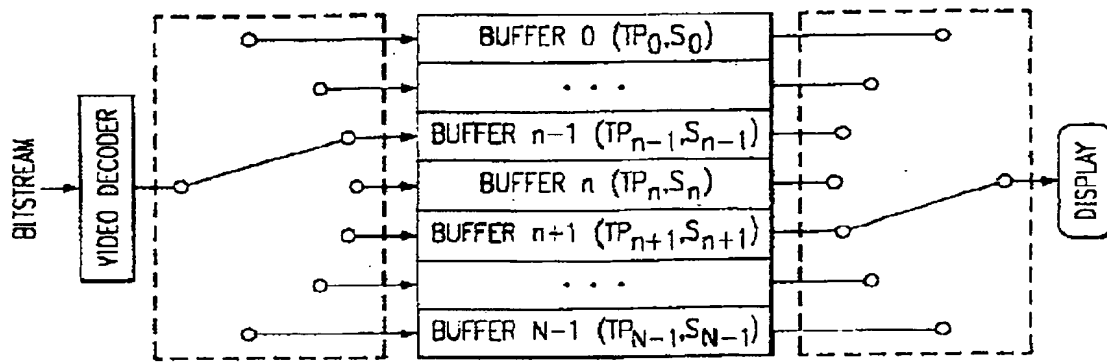 BITSTREAM
VIDEO DECODER
BUFFER 0 (TP0,S0)
. . .
BUFFER n-1 (TPn-1,Sn-1)
BUFFER n (TPn,Sn)
BUFFER n+1 (TPn+1,Sn+1)
. . .
BUFFER N-1 (TPN-1,SN-1)
DISPLAY